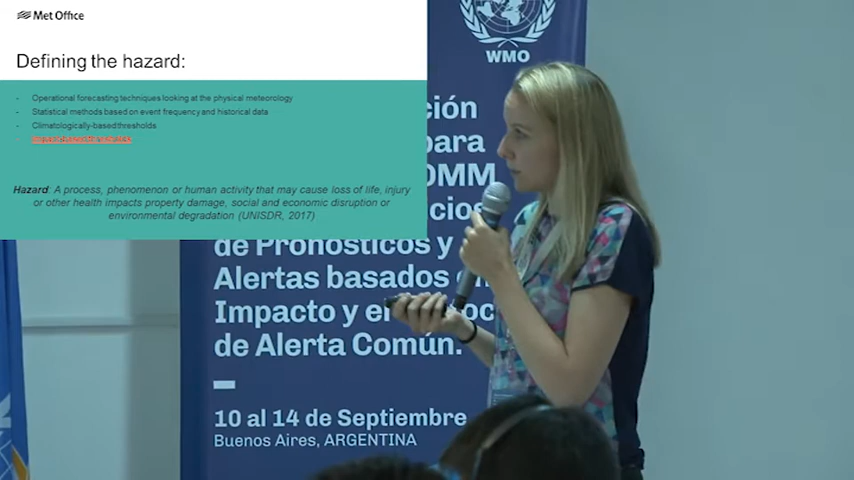 Met Office
Defining the hazard:
- Operational forecasting techniques looking at the physical meteorology
- Statistical methods based on event frequency and historical data
- Climatologically-based thresholds
Hazard: A process, phenomenon or human activity that may cause loss of life, injury
or other health impacts property damage, social and economic disruption or
environmental degradation (UNISDR, 2017)
WMO
ción
para
OMM
cios
de Pronósticos y
Alertas basados
Impacto y el
oc
de Alerta Común.
10 al 14 de Septiembre
Buenos Aires, ARGENTINA